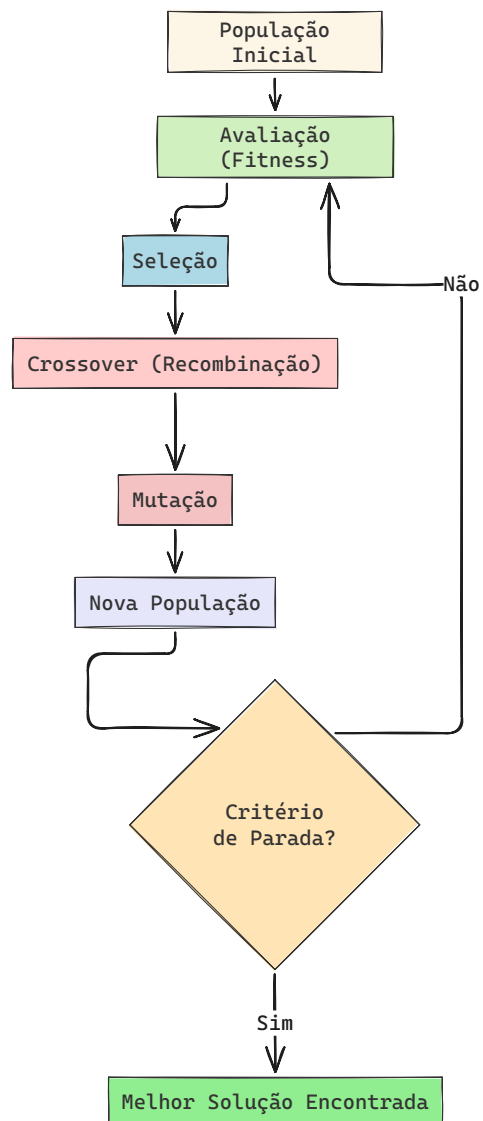 População
Inicial
Avaliação
(Fitness)
Seleção
Não
Crossover (Recombinação)
Mutação
Nova População
Critério
de Parada?
Sim
Melhor Solução Encontrada